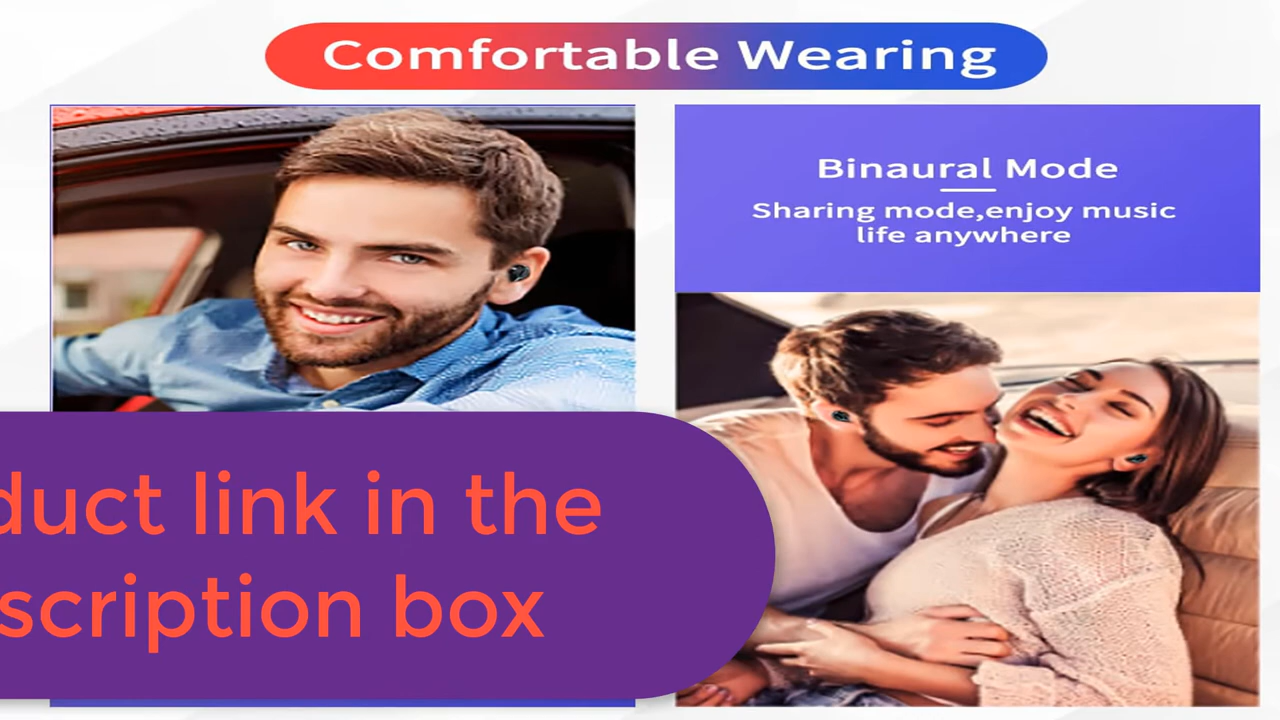 Comfortable Wearing
Binaural Mode
Sharing mode,enjoy music
life anywhere
duct link in the
scription box